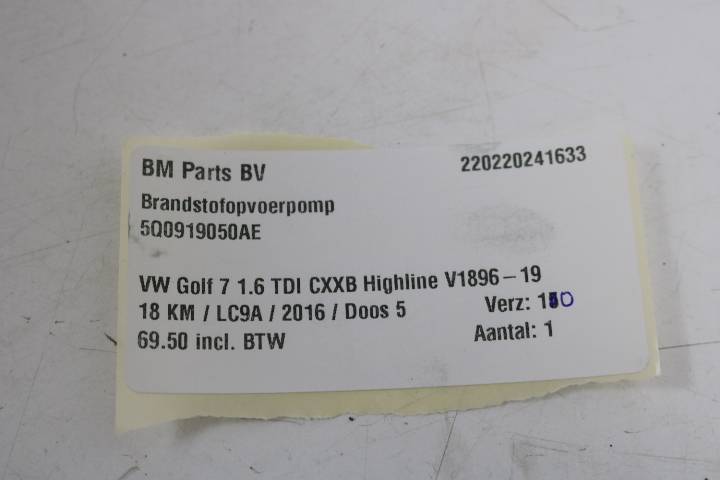 BM Parts BV 220220241633
Brandstofopvoerpomp
5Q0919050AE
VW Golf 7 1.6 TDI CXXB Highline V1896-19
18 KM / LC9A / 2016 / Doos 5 Verz:
69.50 incl. BTW Aantal: 1